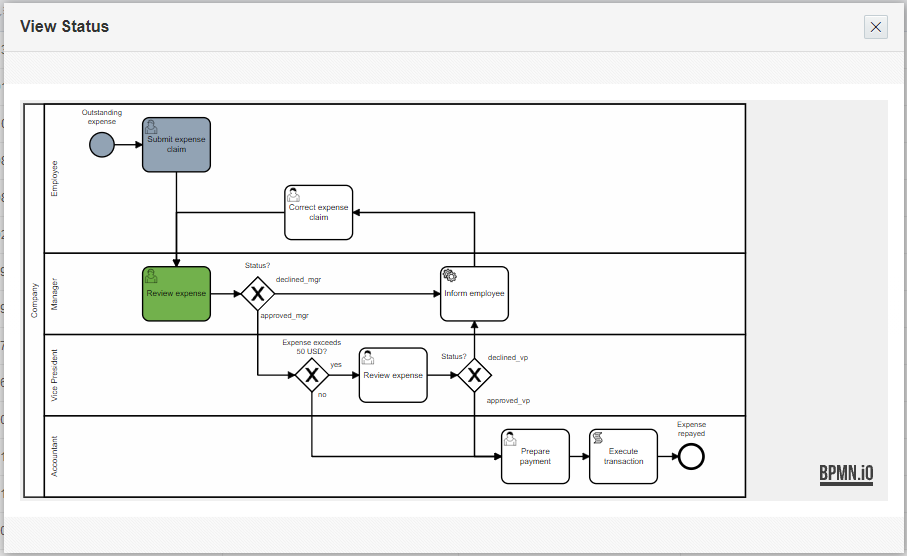 View Status
Outstanding
expense
Submit expense
claim
Employee
Correct expense
claim
Company
Manager
Review expense
Status?
declined_mgr
approved_mgr
Inform employee
Vice President
Expense exceeds
50 USD?
yes
no
Review expense
Status?
declined_vp
approved_vp
Accountant
Prepare
payment
Execute
transaction
Expense
repayed
BPMN.iO